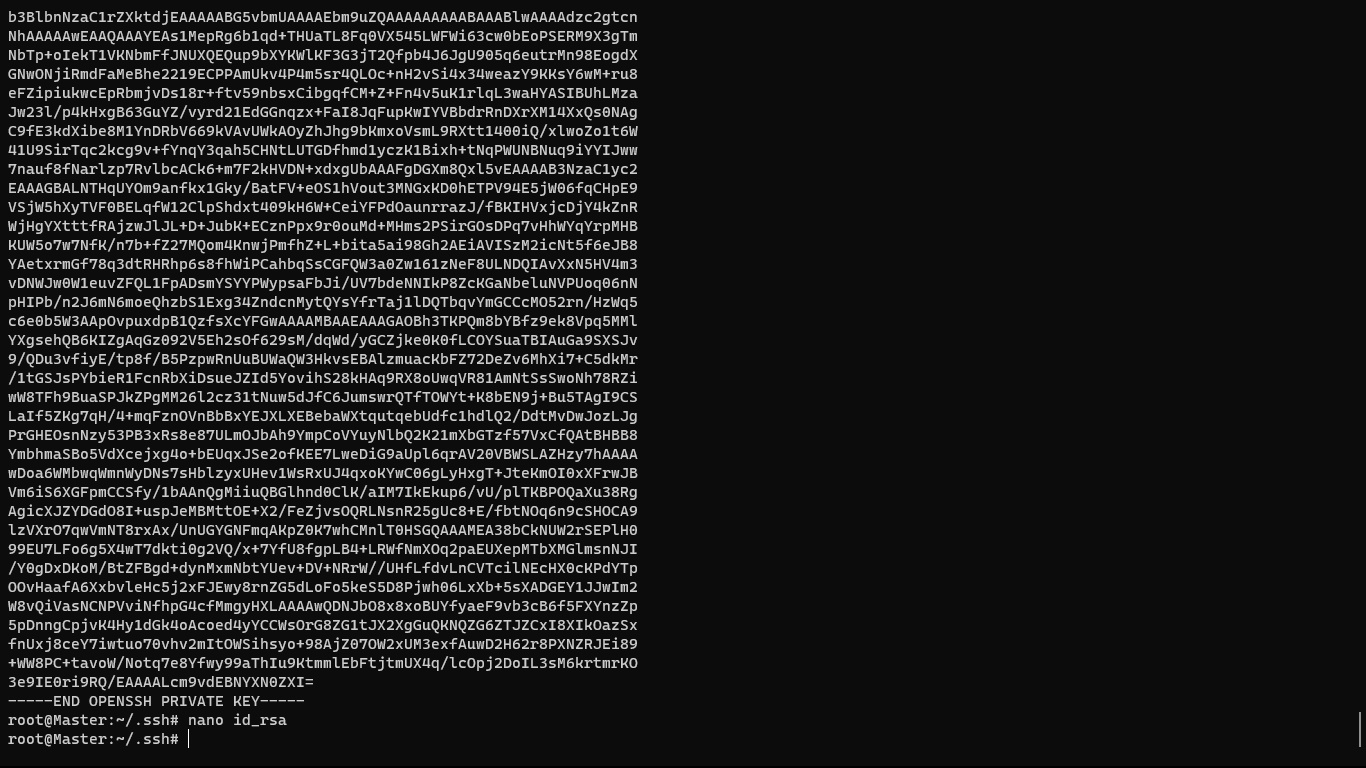 b3BlbnNzaC1rZXktdjEAAAAABG5vbmUAAAAEbm9uZQAAAAAAAAABAAABlwAAAAdzc2gtcn
NhAAAAAwEAAQAAAYEAs1MepRg6b1qd+THUaTL8Fq0VX545LWFWi63cw0bEoPSERM9X3gTm
NbTp+oIekT1VKNbmFfJNUXQEQup9bXYKWlKF3G3jT2Qfpb4J6JgU905q6eutrMn98EogdX
GNwONjiRmdFaMeBhe2219ECPPAmUkv4P4m5sr4QLOc+nH2vSi4x34weazY9KKsY6wM+ru8
eFZipiukwcEpRbmjvDs18r+ftv59nbsxCibgqfCM+Z+Fn4v5uK1rlqL3waHYASIBUhLMza
Jw23l/p4kHxgB63GuYZ/vyrd21EdGGnqzx+FaI8JqFupKwIYVBbdrRnDXrXM14XxQs0NAg
C9fE3kdXibe8M1YnDRbV669kVAvUWkAOyZhJhg9bKmxoVsmL9RXtt1400iQ/xlwoZo1t6W
41U9SirTqc2kcg9v+fYnqY3qah5CHNtLUTGDfhmd1yczK1Bixh+tNqPWUNBNuq9iYYIJww
7nauf8fNarlzp7RvlbcACk6+m7F2kHVDN+xdxgUbAAAFgDGXm8Qxl5vEAAAAB3NzaC1yc2
EAAAGBALNTHqUYOm9anfkx1Gky/BatFV+eOS1hVout3MNGxKD0hETPV94E5jW06fqCHpE9
VSjW5hXyTVF0BELqfW12ClpShdxt409kH6W+CeiYFPdOaunrrazJ/fBKIHVxjcDjY4kZnR
WjHgYXtttfRAjzwJlJL+D+JubK+ECznPpx9r0ouMd+MHms2PSirGOsDPq7vHhWYqYrpMHB
KUW5o7w7NfK/n7b+fZ27MQom4KnwjPmfhZ+L+bita5ai98Gh2AEiAVISzM2icNt5f6eJB8
YAetxrmGf78q3dtRHRhp6s8fhWiPCahbqSsCGFQW3a0Zw161zNeF8ULNDQIAvXxN5HV4m3
vDNWJw0W1euvZFQL1FpADsmYSYYPWypsaFbJi/UV7bdeNNIkP8ZcKGaNbeluNVPUoq06nN
pHIPb/n2J6mN6moeQhzbS1Exg34ZndcnMytQYsYfrTaj1lDQTbqvYmGCCcMO52rn/HzWq5
c6e0b5W3AApOvpuxdpB1QzfsXcYFGwAAAAMBAAEAAAGAOBh3TKPQm8bYBfz9ek8Vpq5MMl
YXgsehQB6KIZgAqGz092V5Eh2sOf629sM/dqWd/yGCZjke0K0fLCOYSuaTBIAuGa9SXSJv
9/QDu3vfiyE/tp8f/B5PzpwRnUuBUWaQW3HkvsEBAlzmuacKbFZ72DeZv6MhXi7+C5dkMr
/1tGSJsPYbieR1FcnRbXiDsueJZId5YovihS28kHAq9RX8oUwqVR81AmNtSsSwoNh78RZi
wW8TFh9BuaSPJkZPgMM26l2cz31tNuw5dJfC6JumswrQTfTOWYt+K8bEN9j+Bu5TAgI9CS
LaIf5ZKg7qH/4+mqFznOVnBbBxYEJXLXEBebaWXtqutqebUdfc1hdlQ2/DdtMvDwJozLJg
PrGHEOsnNzy53PB3xRs8e87ULmOJbAh9YmpCoVYuyNlbQ2K21mXbGTzf57VxCfQAtBHBB8
YmbhmaSBo5VdXcejxg4o+bEUqxJSe2ofKEE7LweDiG9aUpl6qrAV20VBWSLAZHzy7hAAAA
wDoa6WMbwqWmnWyDNs7sHblzyxUHev1WsRxUJ4qxoKYwC06gLyHxgT+JteKmOI0xXFrwJB
Vm6iS6XGFpmCCSfy/1bAAnQgMiiuQBGlhnd0ClK/aIM7IkEkup6/vU/plTKBPOQaXu38Rg
AgicXJZYDGdO8I+uspJeMBMttOE+X2/FeZjvsOQRLNsnR25gUc8+E/fbtNOq6n9cSHOCA9
lzVXrO7qwVmNT8rxAx/UnUGYGNFmqAKpZ0K7whCMnlT0HSGQAAAMEA38bCkNUW2rSEPlH0
99EU7LFo6g5X4wT7dkti0g2VQ/x+7YfU8fgpLB4+LRWfNmXOq2paEUXepMTbXMGlmsnNJI
/Y0gDxDKoM/BtZFBgd+dynMxmNbtYUev+DV+NRrW//UHfLfdvLnCVTcilNEcHX0cKPdYTp
OOvHaafA6XxbvleHc5j2xFJEwy8rnZG5dLoFo5keS5D8Pjwh06LxXb+5sXADGEY1JJwIm2
W8vQiVasNCNPVviNfhpG4cfMmgyHXLAAAAwQDNJbO8x8xoBUYfyaeF9vb3cB6f5FXYnzZp
5pDnngCpjvK4Hy1dGk4oAcoed4yYCCWsOrG8ZG1tJX2XgGuQKNQZG6ZTJZCxI8XIkOazSx
fnUxj8ceY7iwtuo70vhv2mItOWSihsyo+98AjZ07OW2xUM3exfAuwD2H62r8PXNZRJEi89
+WW8PC+tavoW/Notq7e8Yfwy99aThIu9KtmmlEbFtjtmUX4q/lcOpj2DoIL3sM6krtmrKO
3e9IE0ri9RQ/EAAAALcm9vdEBNYXN0ZXI=
-----END OPENSSH PRIVATE KEY-----
root@Master:~/.ssh# nano id_rsa
root@Master:~/.ssh#